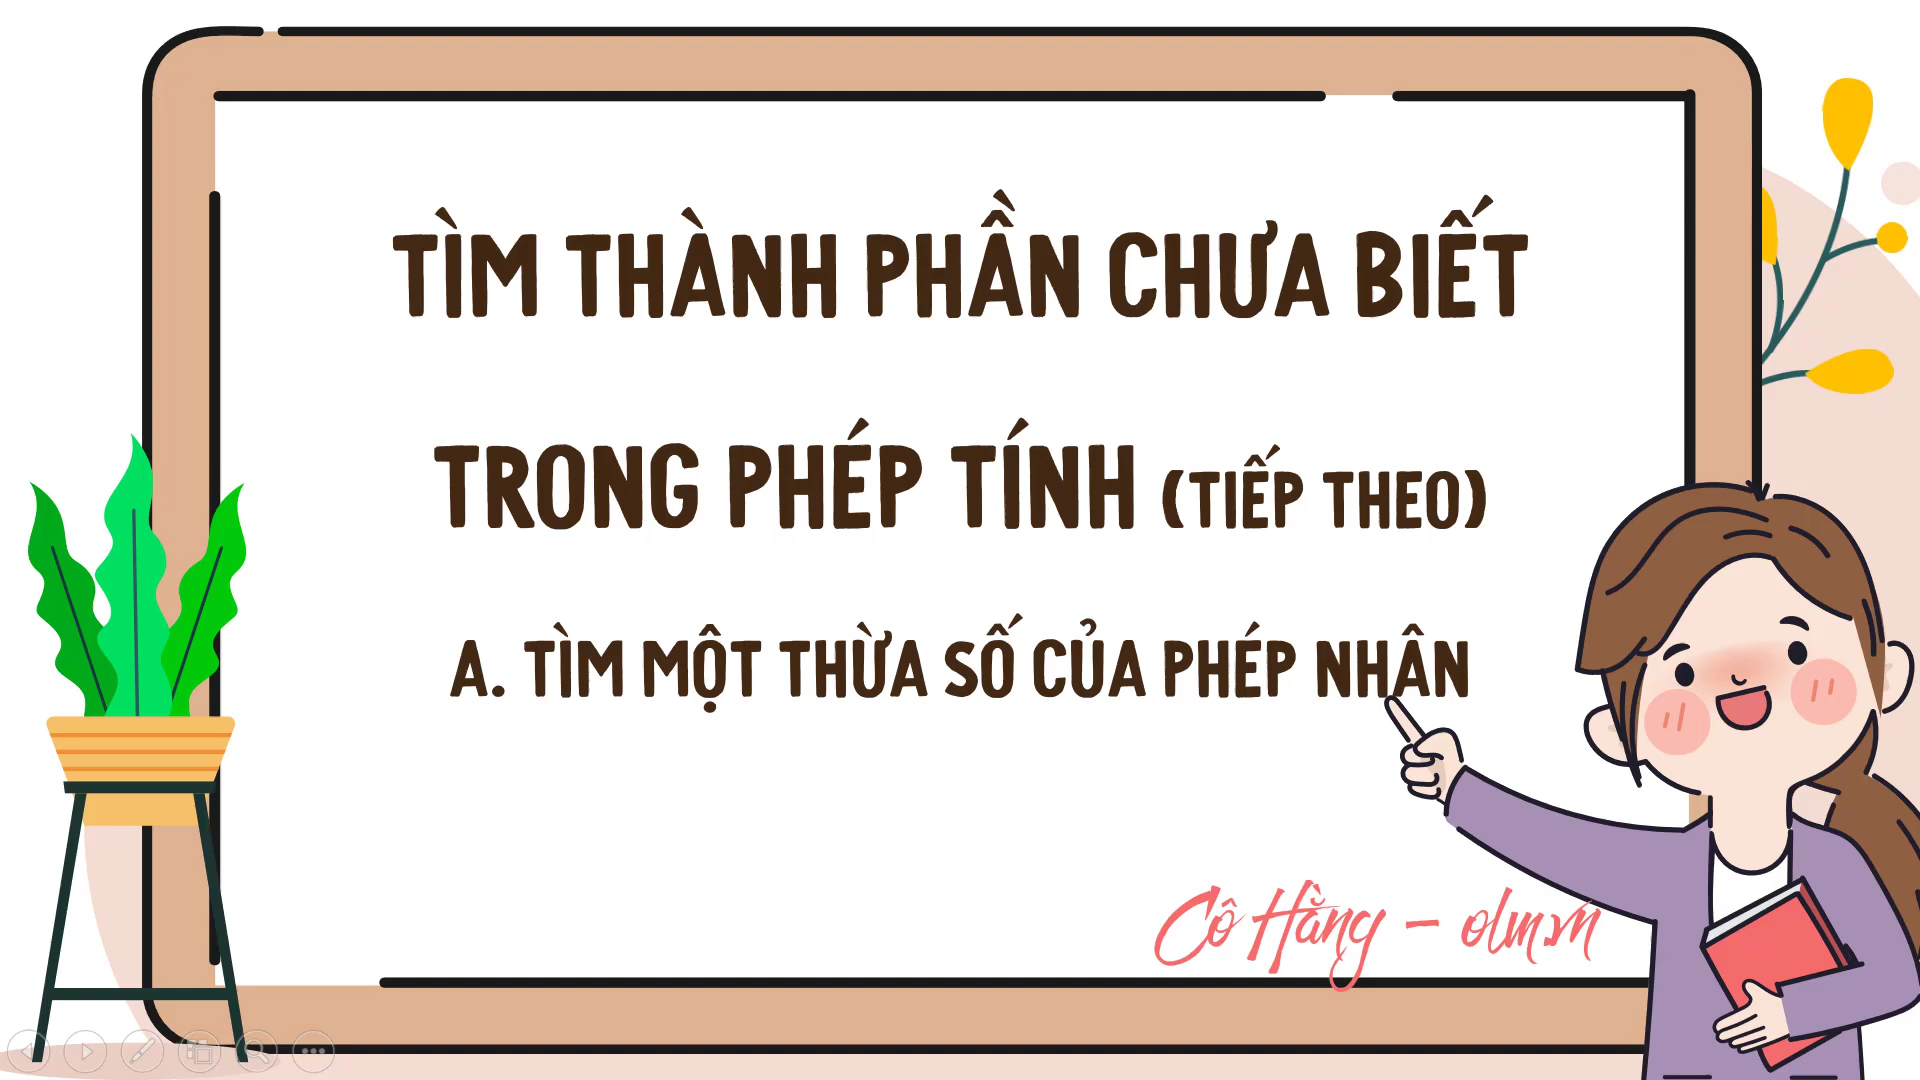 TÌM THÀNH PHẦN CHƯA BIẾT
TRONG PHÉP TÍNH (TIẾP THEO)
A. TÌM MỘT THỪA SỐ CỦA PHÉP NHÂN
Cô Hằng – olm.vn